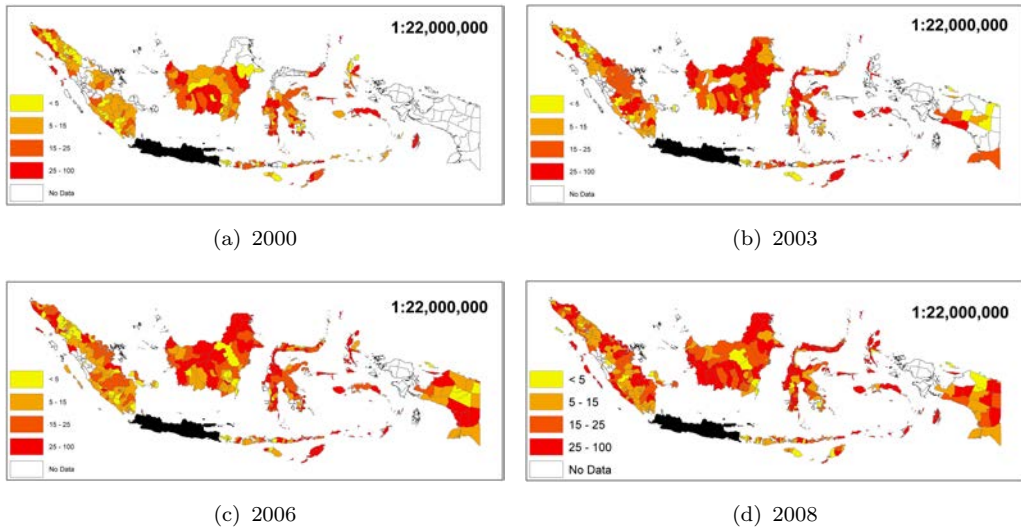 1:22,000,000
< 5
5 - 15
15 - 25
25 - 100
No Data
(a) 2000
1:22,000,000
< 5
5 - 15
15 - 25
25 - 100
No Data
(b) 2003
1:22,000,000
< 5
5 - 15
15 - 25
25 - 100
No Data
(c) 2006
1:22,000,000
< 5
5 - 15
15 - 25
25 - 100
No Data
(d) 2008